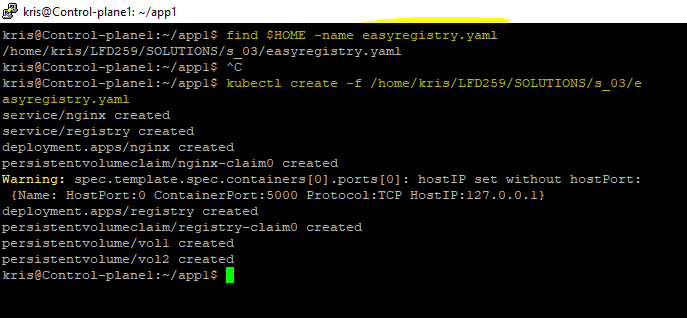 kris@Control-plane1: ~/app1
kris@Control-plane1:~/app1$ find $HOME -name easyregistry.yaml
/home/kris/LFD259/SOLUTIONS/s_03/easyregistry.yaml
kris@Control-plane1:~/app1$ ^C
kris@Control-plane1:~/app1$ kubectl create -f /home/kris/LFD259/SOLUTIONS/s_03/e
asyregistry.yaml
service/nginx created
service/registry created
deployment.apps/nginx created
persistentvolumeclaim/nginx-claim0 created
Warning: spec.template.spec.containers[0].ports[0]: hostIP set without hostPort:
 {Name: HostPort:0 ContainerPort:5000 Protocol:TCP HostIP:127.0.0.1}
deployment.apps/registry created
persistentvolumeclaim/registry-claim0 created
persistentvolume/vol1 created
persistentvolume/vol2 created
kris@Control-plane1:~/app1$